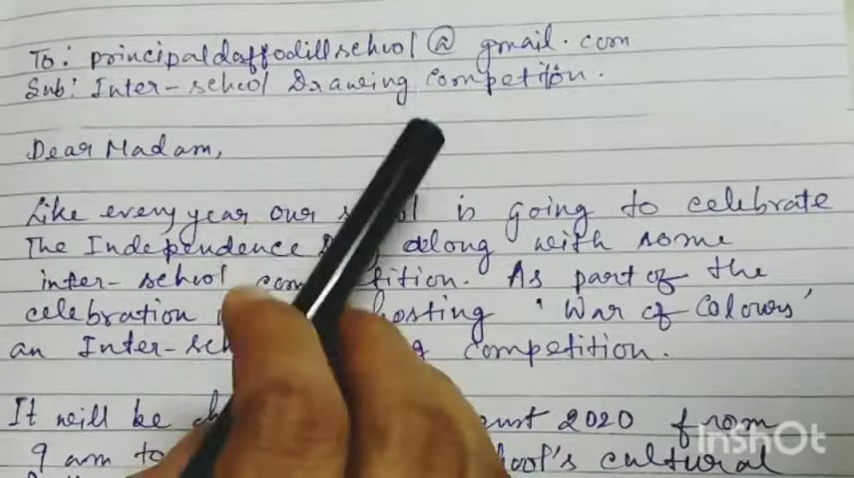 To: principaldaffodillschool@gmail.com
Sub: Inter-school Drawing Competition.
Dear Madam,
Like every year our is going to celebrate
The Independence along with some
inter-school. As part of the
celebration hosting 'War of Colours'
an Inter- competition.
It will be 2020 from
9 am to cultural
InShOt